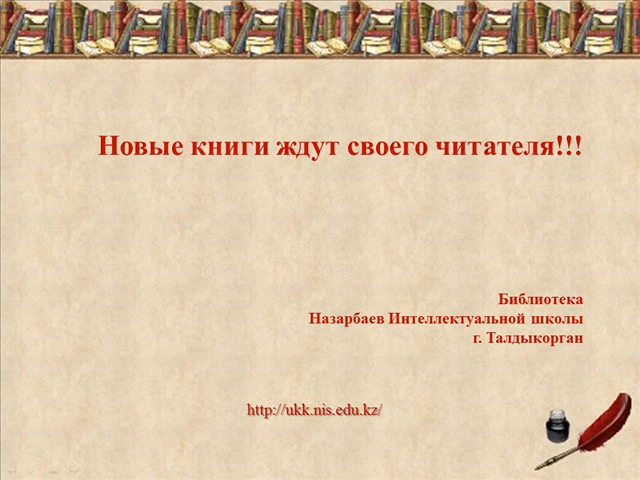 Новые книги ждут своего читателя!!!
Библиотека
Назарбаев Интеллектуальной школы
г. Талдыкорган
http://ukk.nis.edu.kz/